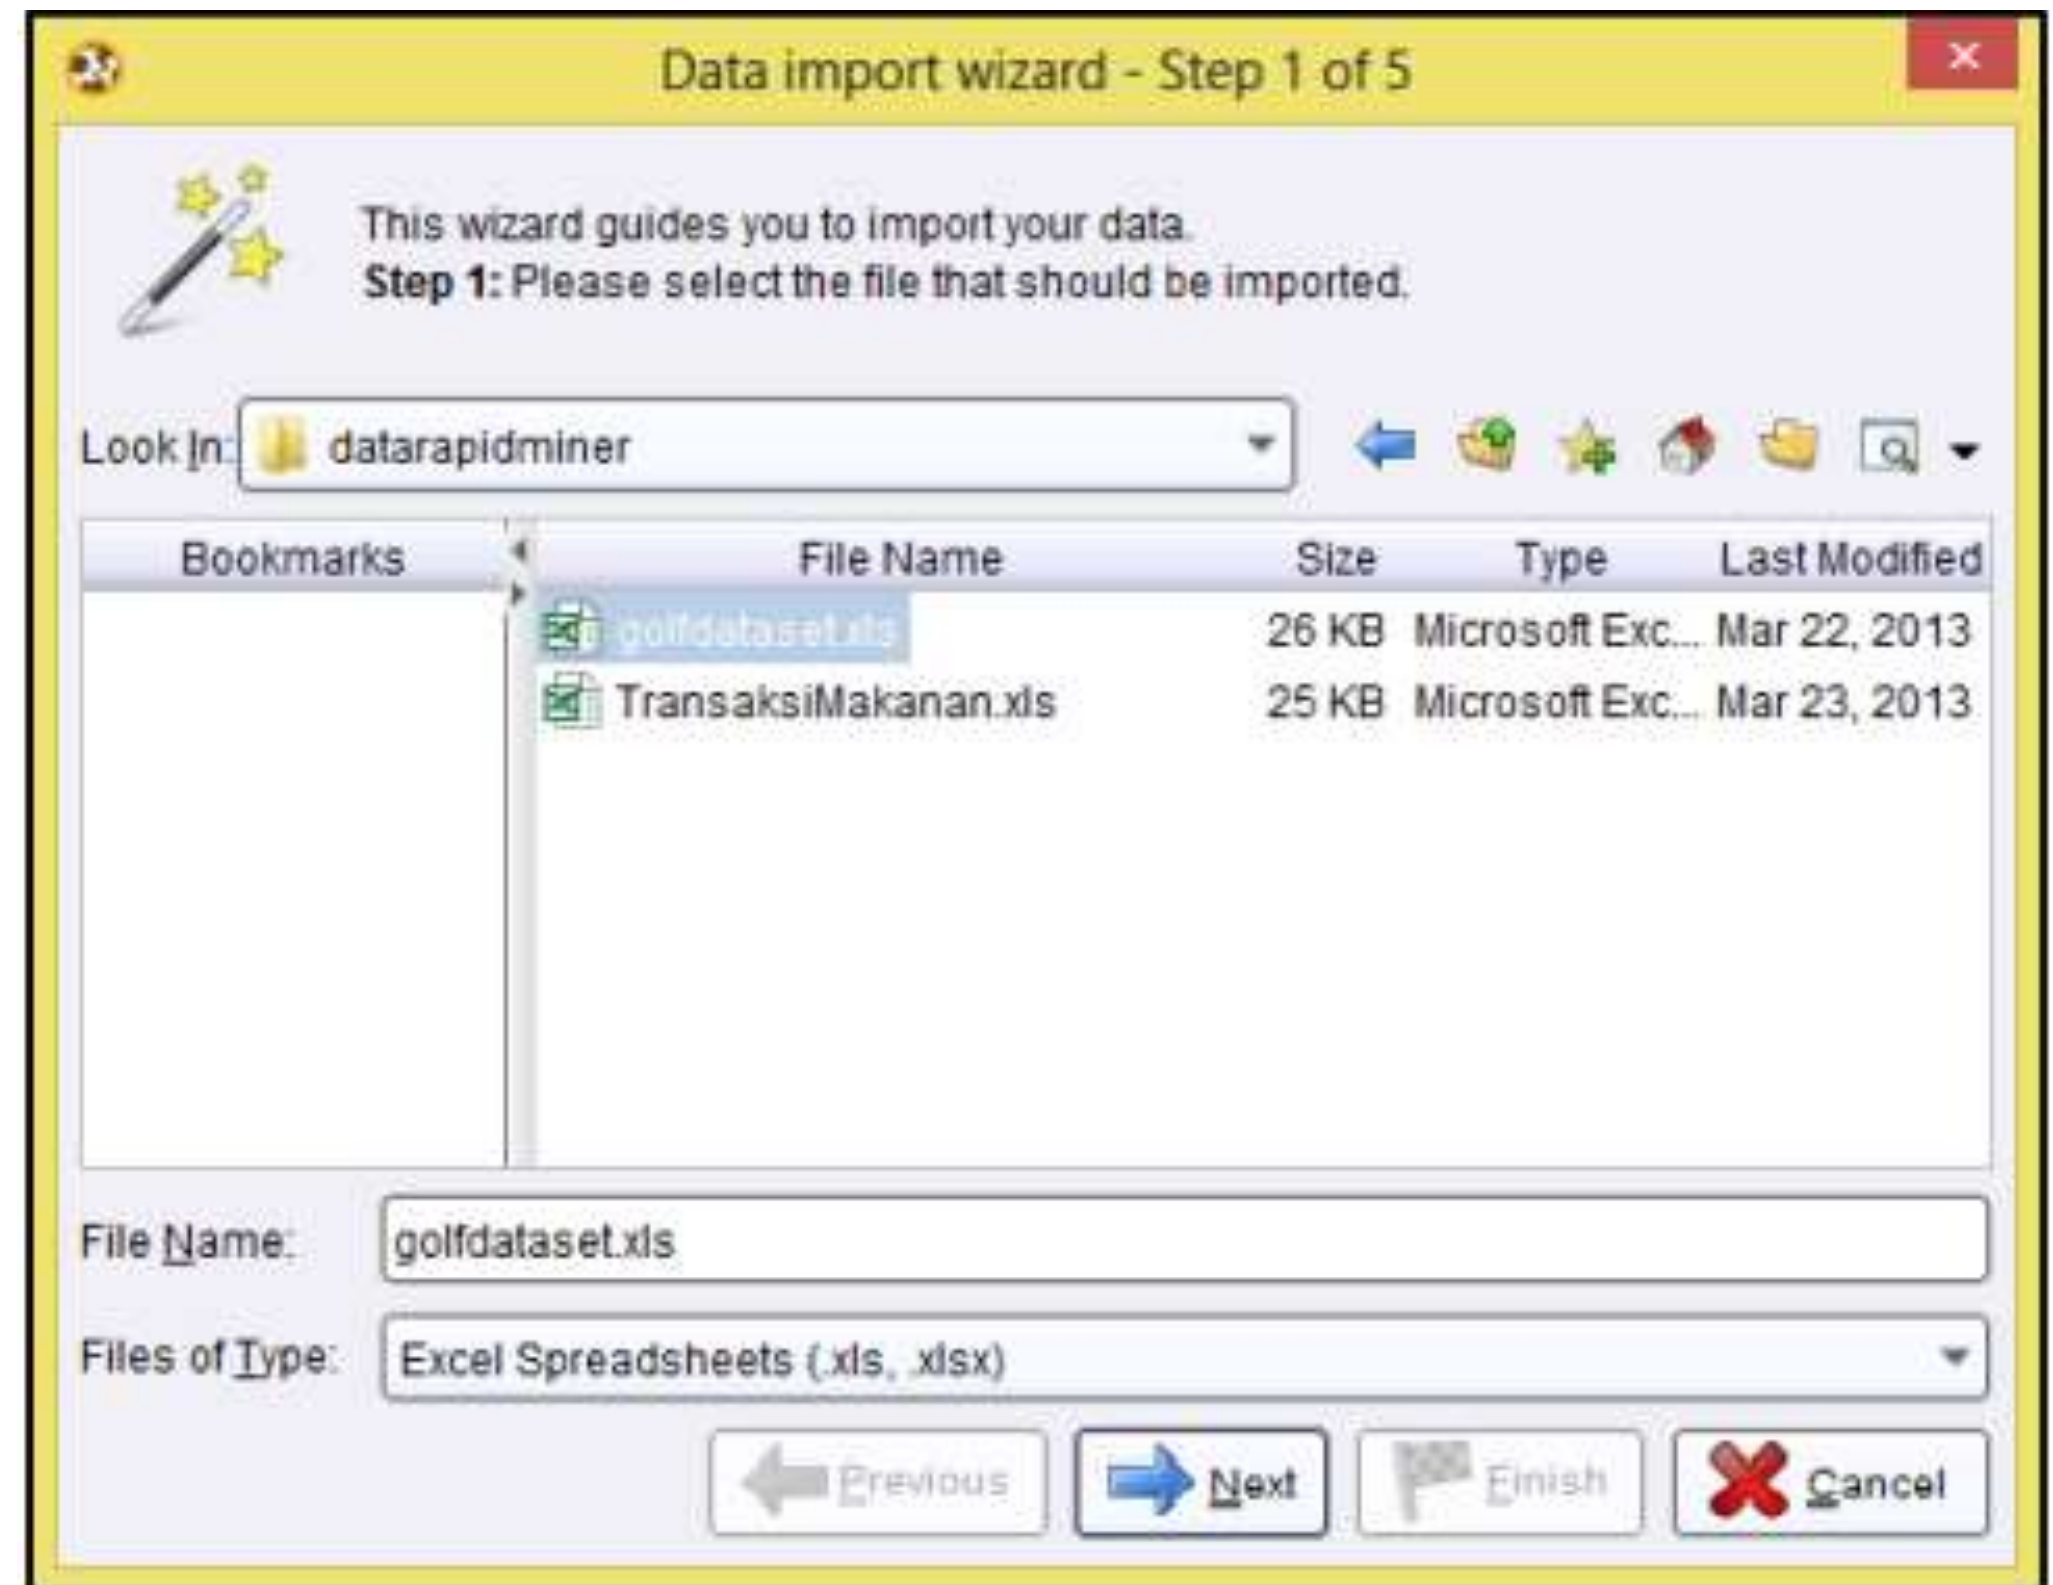 Data import wizard - Step 1 of 5
This wizard guides you to import your data.
Step 1: Please select the file that should be imported.
Look In: datarapidminer
Bookmarks File Name Size Type Last Modified
golfdataset.xls 26 KB Microsoft Exc... Mar 22, 2013
TransaksiMakanan.xls 25 KB Microsoft Exc... Mar 23, 2013
File Name: golfdataset.xls
Files of Type: Excel Spreadsheets (.xls, .xlsx)
Previous Next Finish Cancel